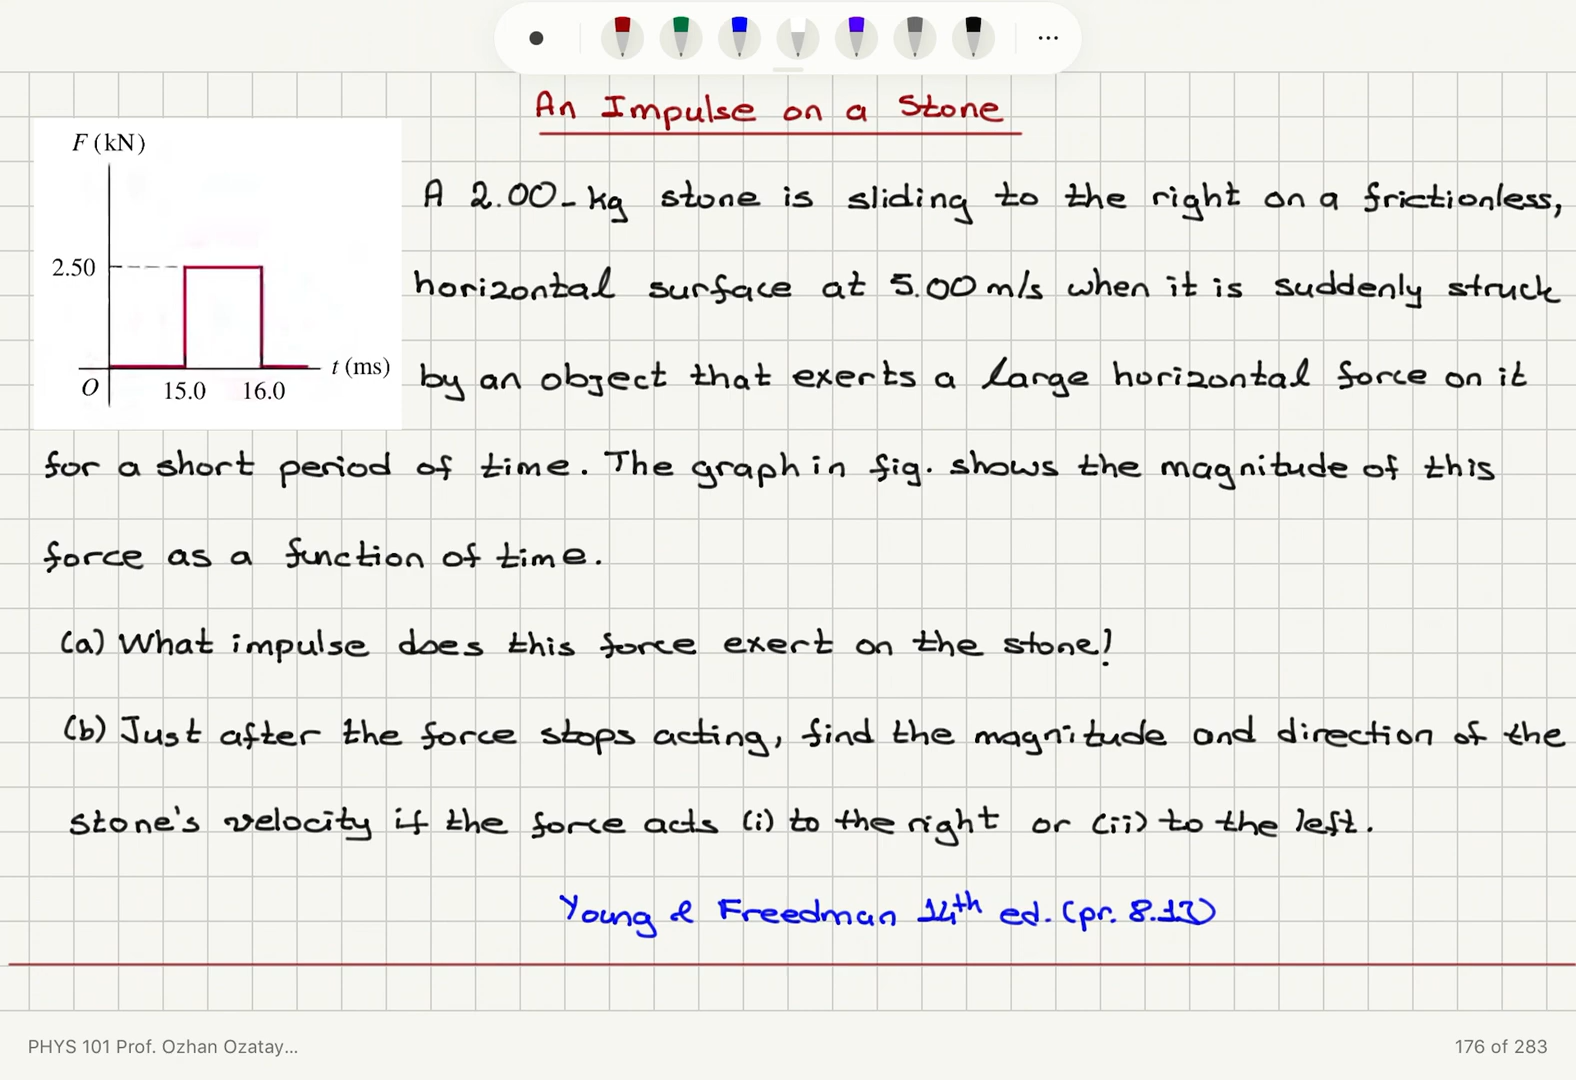 An Impulse on a Stone
F (kN)
2.50
O
15.0
16.0
t (ms)
A 2.00-kg stone is sliding to the right on a frictionless,
horizontal surface at 5.00 m/s when it is suddenly struck
by an object that exerts a large horizontal force on it
for a short period of time. The graph in fig. shows the magnitude of this
force as a function of time.
(a) What impulse does this force exert on the stone?
(b) Just after the force stops acting, find the magnitude and direction of the
stone's velocity if the force acts (i) to the right or (ii) to the left.
Young & Freedman 14th ed. (pr. 8.13)
PHYS 101 Prof. Ozhan Ozatay...
176 of 283